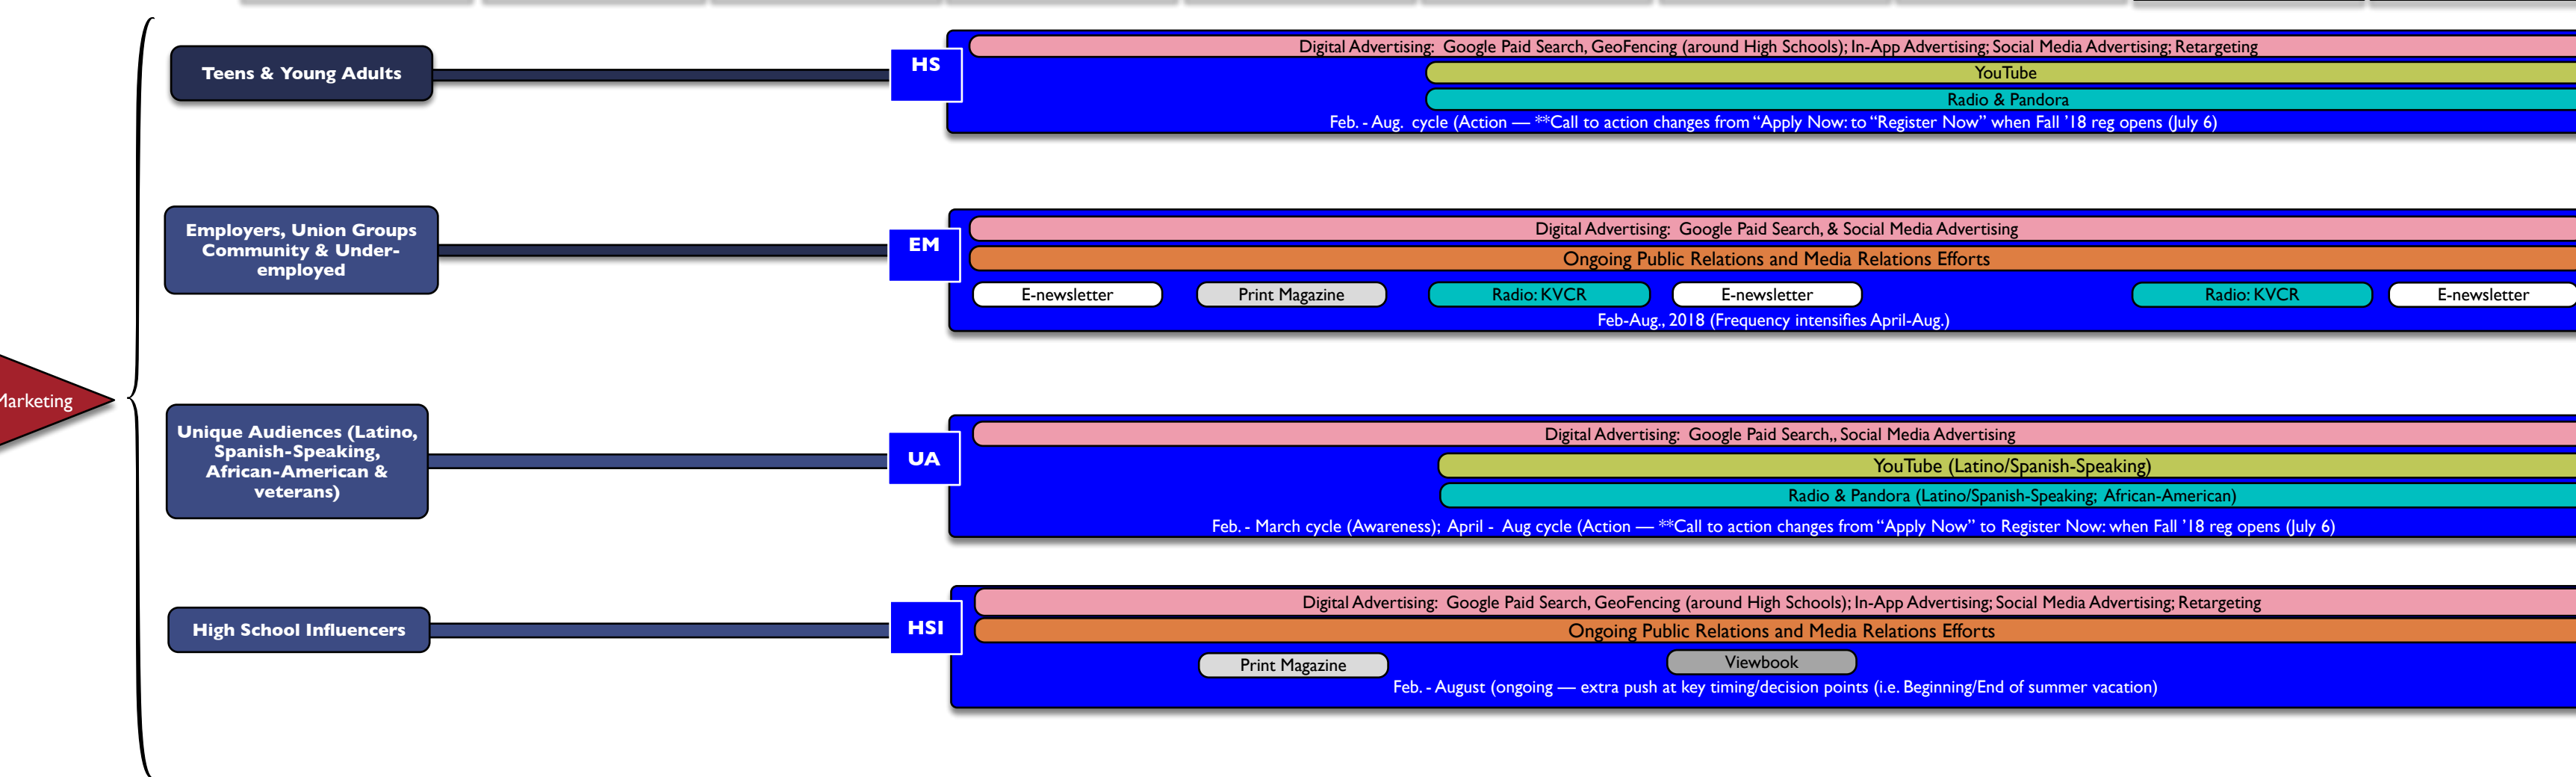 Marketing
Teens & Young Adults
HS
Digital Advertising: Google Paid Search, GeoFencing (around High Schools); In-App Advertising; Social Media Advertising; Retargeting
YouTube
Radio & Pandora
Feb. - Aug. cycle (Action — **Call to action changes from “Apply Now: to “Register Now” when Fall ’18 reg opens (July 6)
Employers, Union Groups
Community & Under-
employed
EM
Digital Advertising: Google Paid Search, & Social Media Advertising
Ongoing Public Relations and Media Relations Efforts
E-newsletter
Print Magazine
Radio: KVCR
E-newsletter
Radio: KVCR
E-newsletter
Feb-Aug., 2018 (Frequency intensifies April-Aug.)
Unique Audiences (Latino,
Spanish-Speaking,
African-American &
veterans)
UA
Digital Advertising: Google Paid Search,, Social Media Advertising
YouTube (Latino/Spanish-Speaking)
Radio & Pandora (Latino/Spanish-Speaking; African-American)
Feb. - March cycle (Awareness); April - Aug cycle (Action — **Call to action changes from “Apply Now” to Register Now: when Fall ’18 reg opens (July 6)
High School Influencers
HSI
Digital Advertising: Google Paid Search, GeoFencing (around High Schools); In-App Advertising; Social Media Advertising; Retargeting
Ongoing Public Relations and Media Relations Efforts
Print Magazine
Viewbook
Feb. - August (ongoing — extra push at key timing/decision points (i.e. Beginning/End of summer vacation)